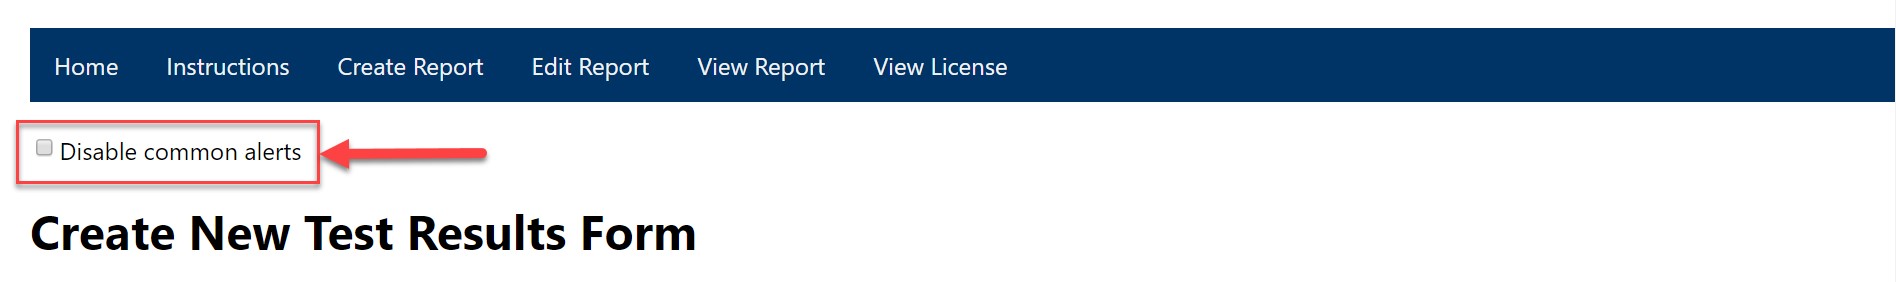 Home Instructions Create Report Edit Report View Report View License
Disable common alerts
Create New Test Results Form